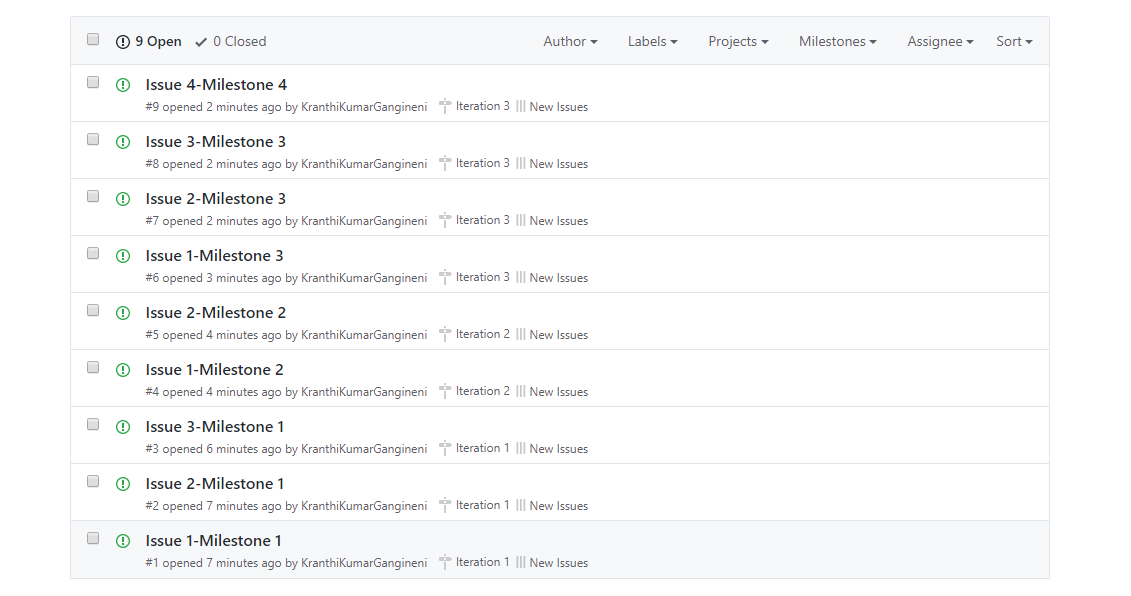 9 Open 0 Closed Author Labels Projects Milestones Assignee Sort
Issue 4-Milestone 4
#9 opened 2 minutes ago by KranthiKumarGangineni Iteration 3 New Issues
Issue 3-Milestone 3
#8 opened 2 minutes ago by KranthiKumarGangineni Iteration 3 New Issues
Issue 2-Milestone 3
#7 opened 2 minutes ago by KranthiKumarGangineni Iteration 3 New Issues
Issue 1-Milestone 3
#6 opened 3 minutes ago by KranthiKumarGangineni Iteration 3 New Issues
Issue 2-Milestone 2
#5 opened 4 minutes ago by KranthiKumarGangineni Iteration 2 New Issues
Issue 1-Milestone 2
#4 opened 4 minutes ago by KranthiKumarGangineni Iteration 2 New Issues
Issue 3-Milestone 1
#3 opened 6 minutes ago by KranthiKumarGangineni Iteration 1 New Issues
Issue 2-Milestone 1
#2 opened 7 minutes ago by KranthiKumarGangineni Iteration 1 New Issues
Issue 1-Milestone 1
#1 opened 7 minutes ago by KranthiKumarGangineni Iteration 1 New Issues